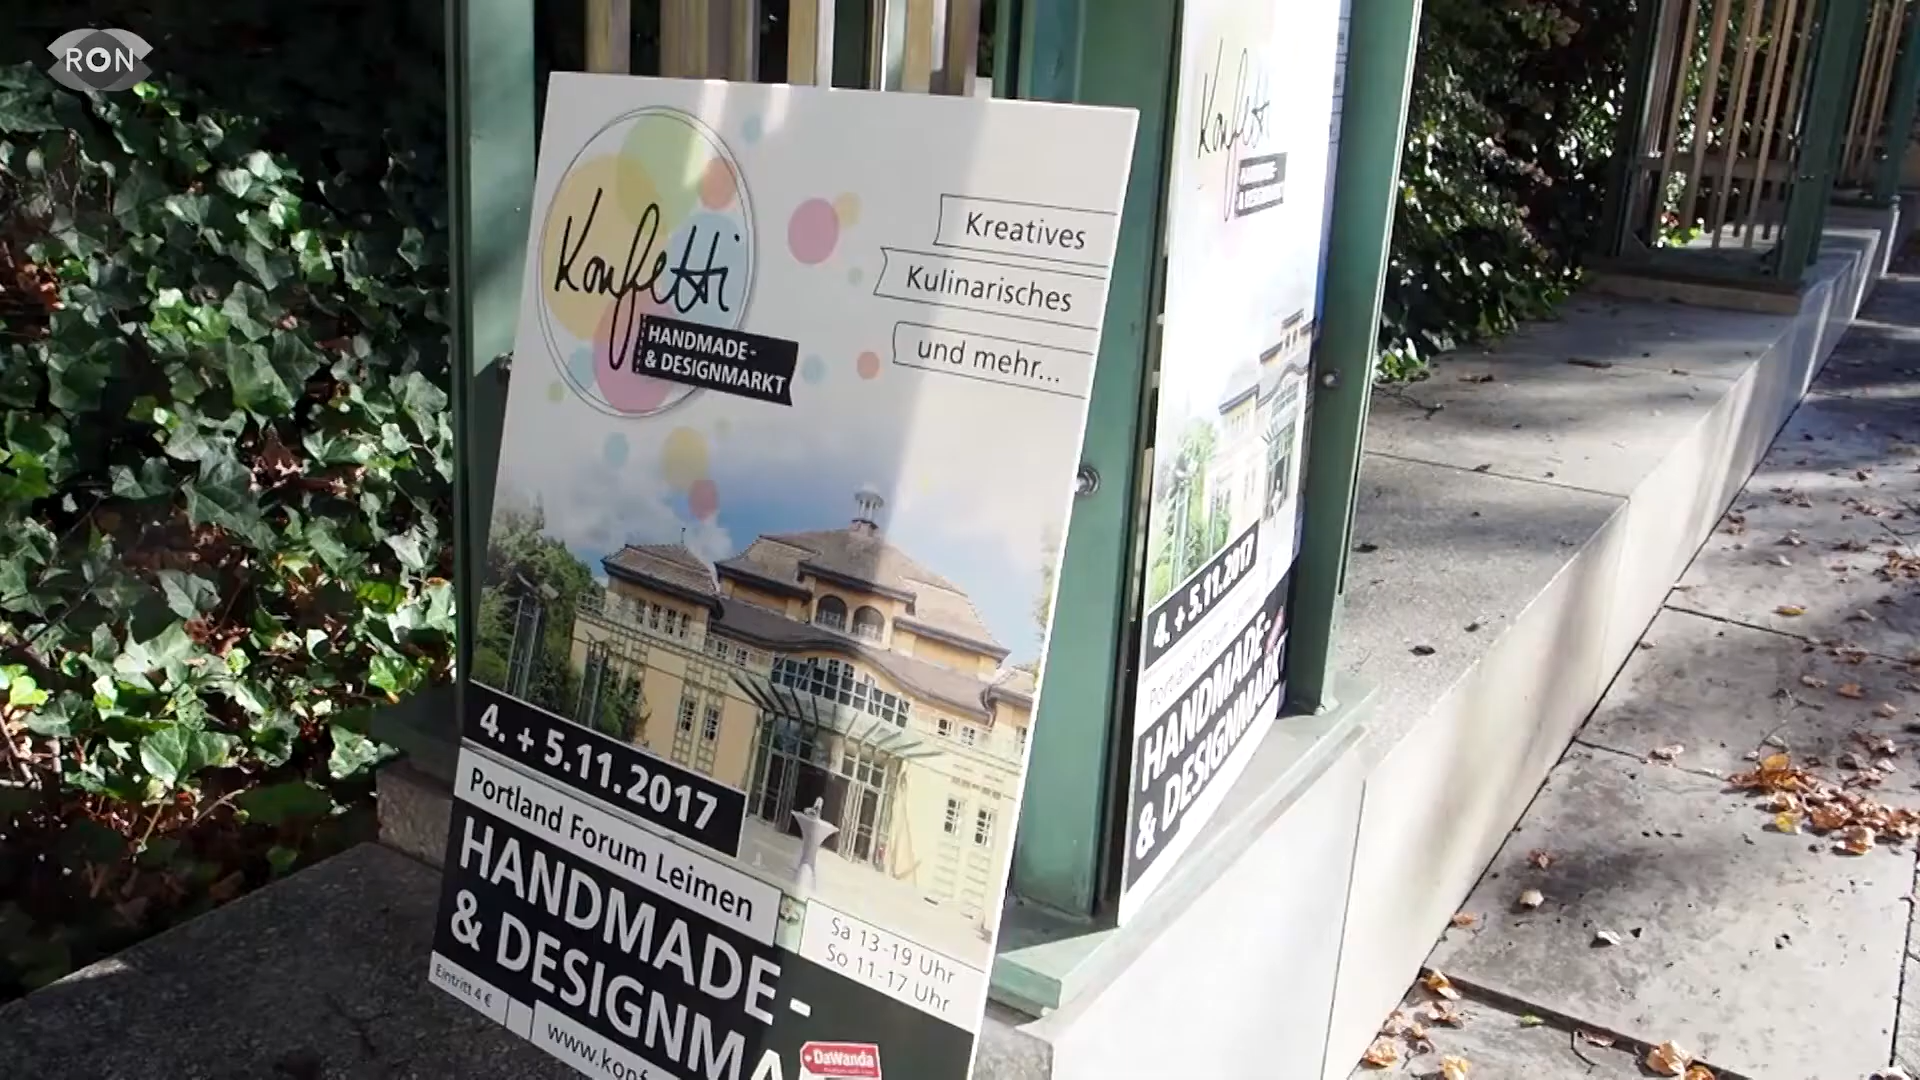 RON
Konfetti
HANDMADE-
& DESIGNMARKT
Kreatives
Kulinarisches
und mehr...
4. + 5.11.2017
Portland Forum Leimen
HANDMADE-
& DESIGNMA
Sa 13-19 Uhr
So 11-17 Uhr
Eintritt 4 €
www.konf
DaWanda
Konfetti
HANDMADE-
& DESIGNMARKT
4. + 5.11.2017
Portland Forum Leimen
HANDMADE-
& DESIGNMARKT